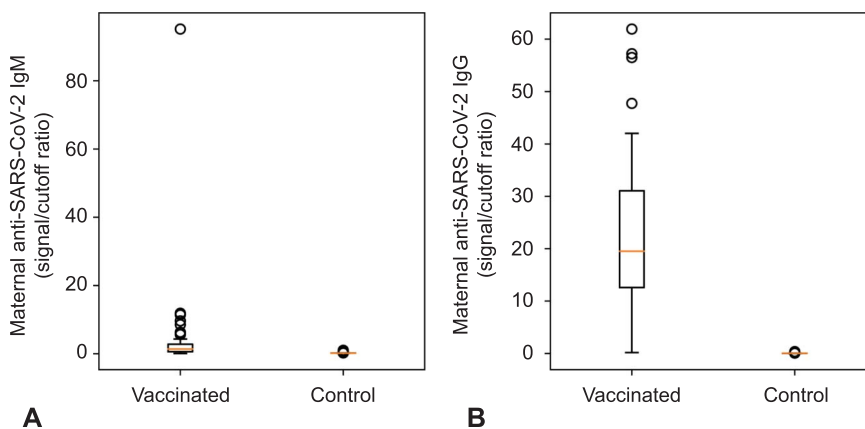 Maternal anti-SARS-CoV-2 IgM
(signal/cutoff ratio)
80
60
40
20
0
Vaccinated
Control
A
Maternal anti-SARS-CoV-2 IgG
(signal/cutoff ratio)
60
50
40
30
20
10
0
Vaccinated
Control
B